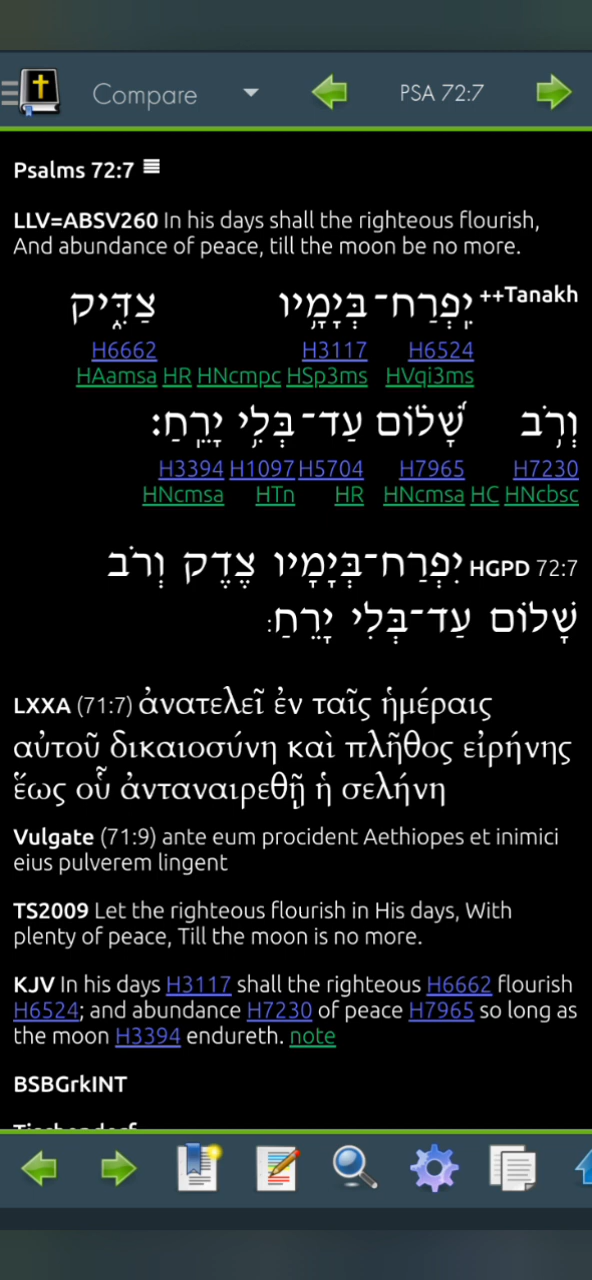 Compare
PSA 72:7
Psalms 72:7
LLV=ABSV260 In his days shall the righteous flourish,
And abundance of peace, till the moon be no more.
++Tanakh יִֽפְרַח־בְּיָמָ֥יו צַדִּ֑יק
H6524 H3117 H6662
HVqi3ms HSp3ms HNcmpc HR HAamsa
וְרֹ֥ב שָׁ֝ל֗וֹם עַד־בְּלִ֥י יָרֵֽחַ׃
H7230 H7965 H5704 H1097 H3394
HNcbsc HC HNcmsa HR HTn HNcmsa
HGPD 72:7 יִפְרַח־בְּיָמָיו צֶדֶק וְרֹב
שָׁלוֹם עַד־בְּלִי יָרֵחַ׃
LXXA (71:7) ἀνατελεῖ ἐν ταῖς ἡμέραις
αὐτοῦ δικαιοσύνη καὶ πλῆθος εἰρήνης
ἕως οὗ ἀνταναιρεθῇ ἡ σελήνη
Vulgate (71:9) ante eum procident Aethiopes et inimici
eius pulverem lingent
TS2009 Let the righteous flourish in His days, With
plenty of peace, Till the moon is no more.
KJV In his days H3117 shall the righteous H6662 flourish
H6524; and abundance H7230 of peace H7965 so long as
the moon H3394 endureth. note
BSBGrkINT